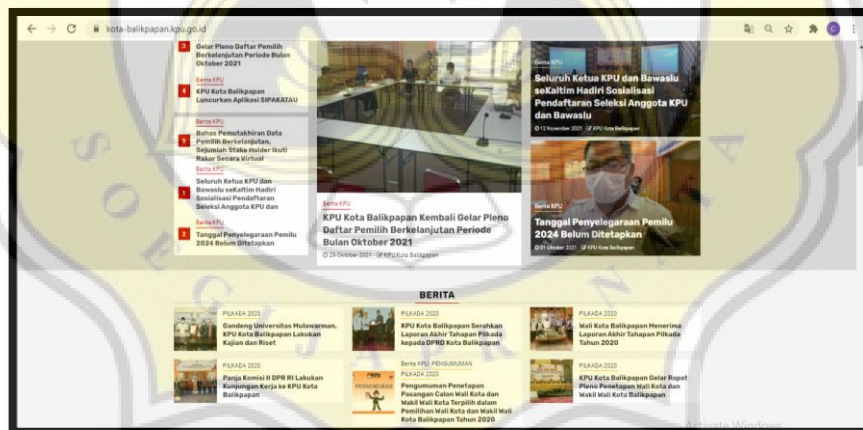 kota-balikpapan.kpu.go.id
3
Gelar Pleno Daftar Pemilih
Berkelanjutan Periode Bulan
Oktober 2021
Berita KPU
4
KPU Kota Balikpapan
Luncurkan Aplikasi SIPAKATAU
Berita KPU
5
Bahas Pemutakhiran Data
Pemilih Berkelanjutan,
Sejumlah Stake Holder Ikuti
Rakor Secara Virtual
Berita KPU
1
Seluruh Ketua KPU dan
Bawaslu seKaltim Hadiri
Sosialisasi Pendaftaran
Seleksi Anggota KPU dan
Berita KPU
2
Tanggal Penyelegaraan Pemilu
2024 Belum Ditetapkan
Berita KPU
KPU Kota Balikpapan Kembali Gelar Pleno
Daftar Pemilih Berkelanjutan Periode
Bulan Oktober 2021
29 Oktober 2021 KPU Kota Balikpapan
Berita KPU
Seluruh Ketua KPU dan Bawaslu
seKaltim Hadiri Sosialisasi
Pendaftaran Seleksi Anggota KPU
dan Bawaslu
12 November 2021 KPU Kota Balikpapan
Berita KPU
Tanggal Penyelegaraan Pemilu
2024 Belum Ditetapkan
01 Oktober 2021 KPU Kota Balikpapan
BERITA
PILKADA 2020
Gandeng Universitas Mulawarman,
KPU Kota Balikpapan Lakukan
Kajian dan Riset
PILKADA 2020
KPU Kota Balikpapan Serahkan
Laporan Akhir Tahapan Pilkada
kepada DPRD Kota Balikpapan
PILKADA 2020
Wali Kota Balikpapan Menerima
Laporan Akhir Tahapan Pilkada
Tahun 2020
PILKADA 2020
Panja Komisi II DPR RI Lakukan
Kunjungan Kerja ke KPU Kota
Balikpapan
PENGUMUMAN
Berita KPU PENGUMUMAN
PILKADA 2020
Pengumuman Penetapan
Pasangan Calon Wali Kota dan
Wakil Wali Kota Terpilih dalam
Pemilihan Wali Kota dan Wakil Wali
Kota Balikpapan Tahun 2020
PILKADA 2020
KPU Kota Balikpapan Gelar Rapat
Pleno Penetapan Wali Kota dan
Wakil Wali Kota Balikpapan
Activate Windows